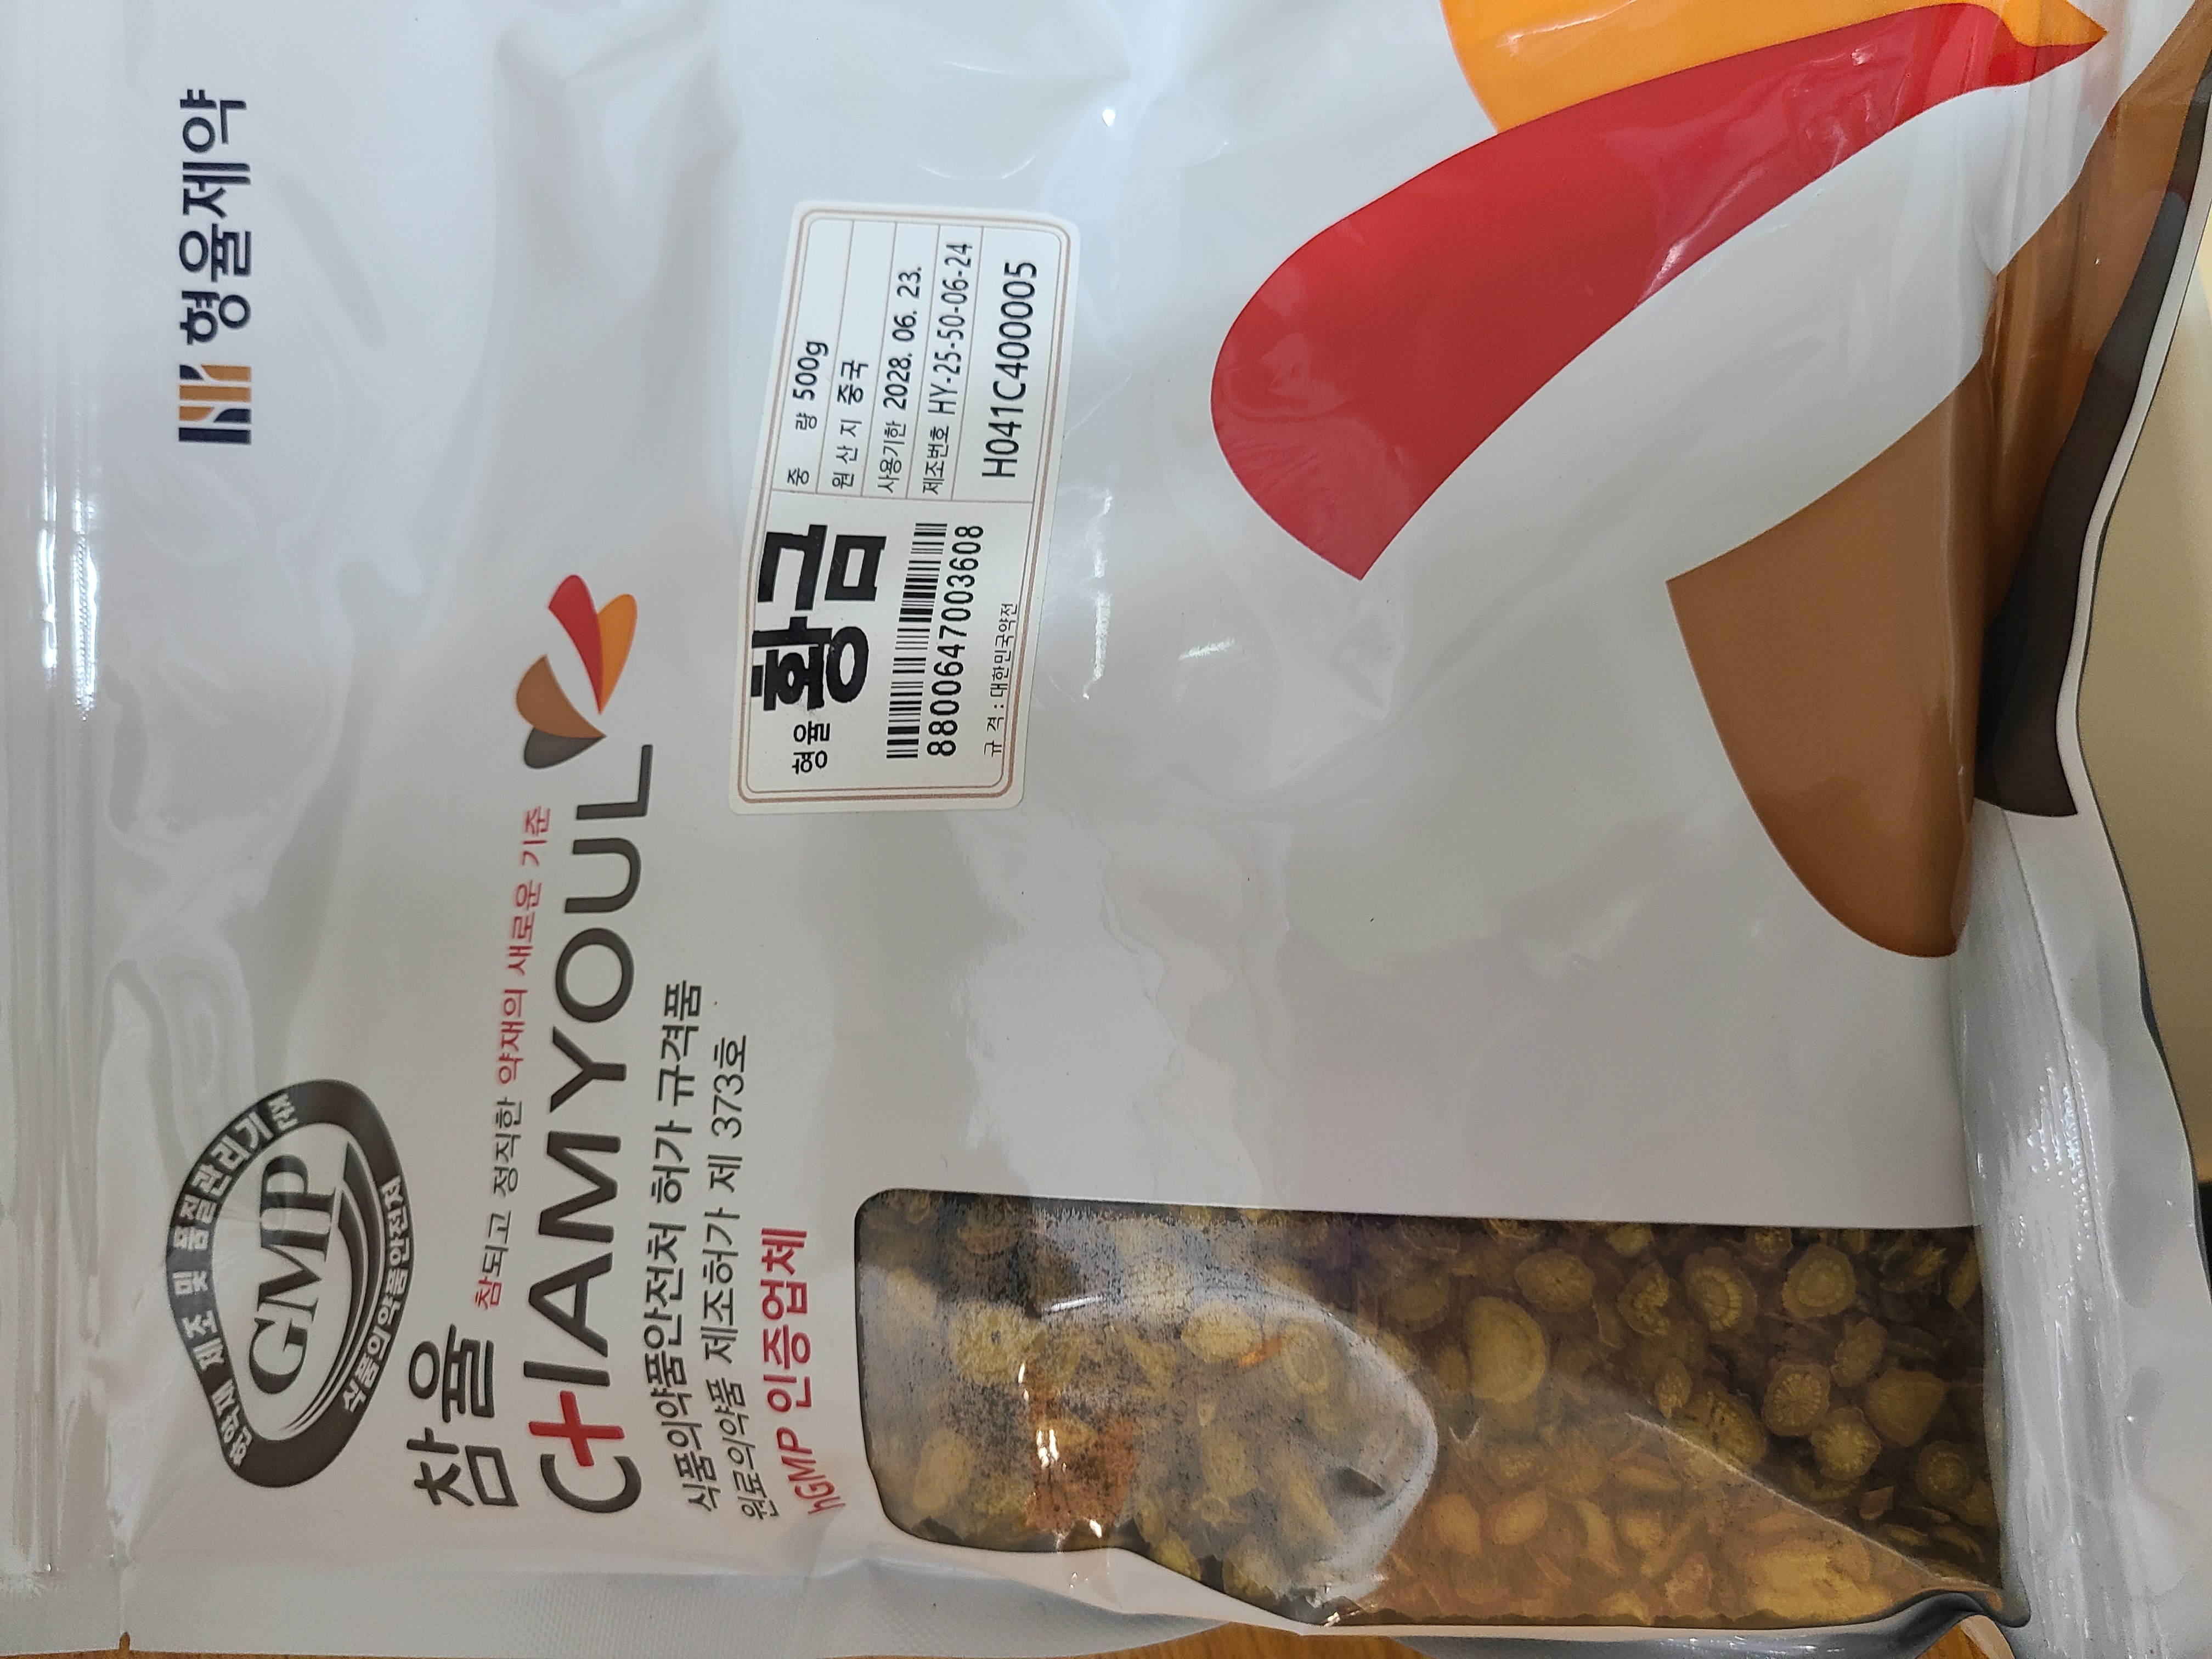 형율제약
한약재 제조 및 품질관리기준
GMP
식품의약품안전처
참율
참되고 정직한 약재의 새로운 기준
CHAMYOUL
식품의약품안전처 허가 규격품
원료의약품 제조허가 제 373호
hGMP 인증업체
형율 황금
8800647003608
규 격 : 대한민국약전
중 량 500g
원 산 지 중국
사용기한 2028. 06. 23.
제조번호 HY-25-50-06-24
H041C400005